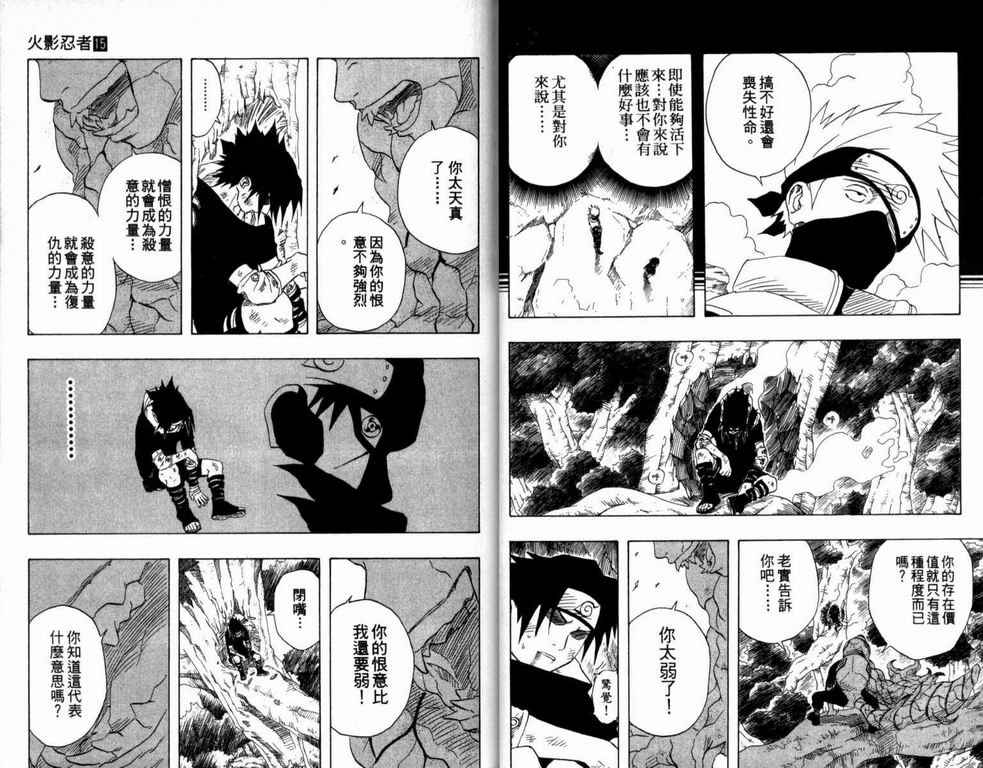 搞不好還會
喪失性命。
即使能夠活下
來…對你來說
應該也不會有
什麼好事…
尤其是對你
來說……
你的存在價
值就只有這
種程度而已
嗎？
老實告訴
你吧……
你太弱了！
驚覺！
火影忍者15
你太天真
了……
因為你的恨
意不夠強烈
。
……
憎恨的力量
就會成為殺
意的力量…
殺意的力量
就會成為復
仇的力量…
…………
你的恨意比
我還要弱！
閉嘴…
你知道這代表
什麼意思嗎？